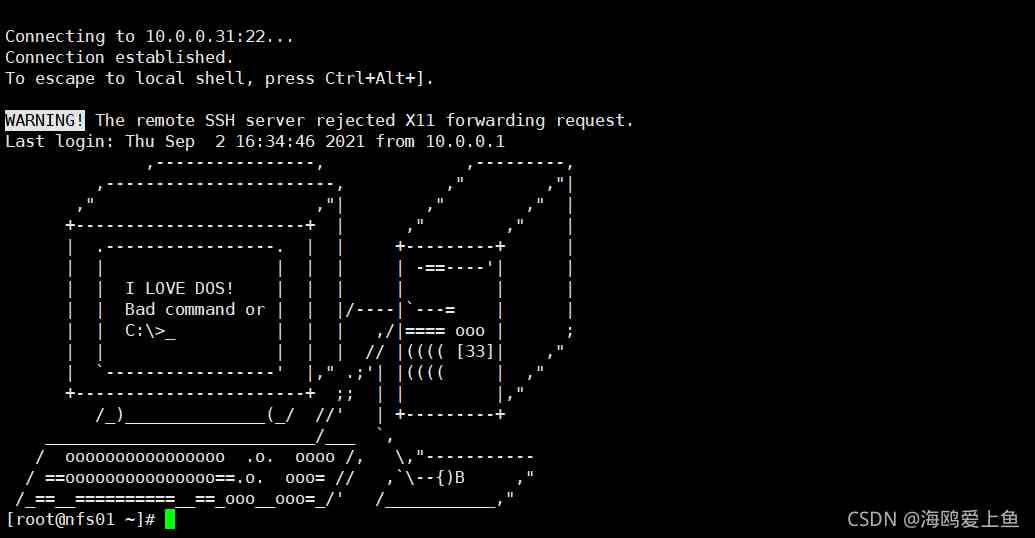 Connecting to 10.0.0.31:22...
Connection established.
To escape to local shell, press Ctrl+Alt+].
WARNING! The remote SSH server rejected X11 forwarding request.
Last login: Thu Sep  2 16:34:46 2021 from 10.0.0.1
              ,----------------,              ,---------,
         ,-----------------------,          ,"        ,"|
       ,"                      ,"|        ,"        ,"  |
      +-----------------------+  |      ,"        ,"    |
      |  .-----------------.  |  |     +---------+      |
      |  |                 |  |  |     | -==----'|      |
      |  |  I LOVE DOS!    |  |  |     |         |      |
      |  |  Bad command or |  |  |/----|`---=    |      |
      |  |  C:\>_          |  |  |   ,/|==== ooo |      ;
      |  |                 |  |  |  // |(((( [33]|    ,"
      |  `-----------------'  |," .;'| |((((     |  ,"
      +-----------------------+  ;;  | |         |,"
         /_)______________(_/  //'   | +---------+
    ___________________________/___  `,
   /  oooooooooooooooo  .o.  oooo /,   \,"-----------
  / ==ooooooooooooooo==.o.  ooo= //   ,`\--{)B     ,"
 /_==__==========__==_ooo__ooo=_/'   /___________,"
[root@nfs01 ~]#
CSDN @海鸥爱上鱼